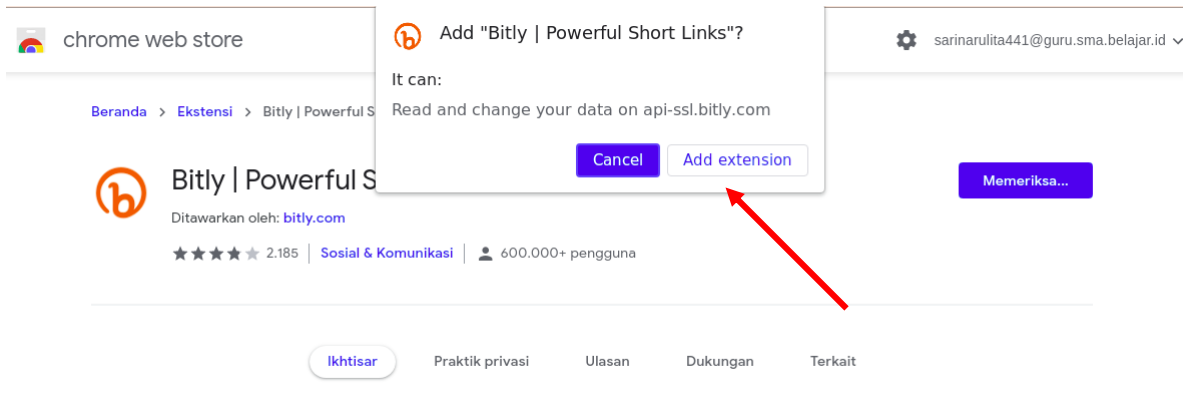 chrome web store
sarinarulita441@guru.sma.belajar.id
Add "Bitly | Powerful Short Links"?
It can:
Read and change your data on api-ssl.bitly.com
Cancel
Add extension
Beranda > Ekstensi > Bitly | Powerful S
Bitly | Powerful S
Memeriksa...
Ditawarkan oleh: bitly.com
2.185 | Sosial & Komunikasi | 600.000+ pengguna
Ikhtisar
Praktik privasi
Ulasan
Dukungan
Terkait